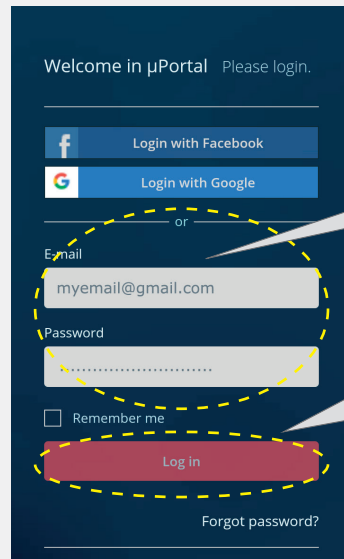 Welcome in µPortal Please login.
Login with Facebook
Login with Google
or
E-mail
myemail@gmail.com
Password
Remember me
Log in
Forgot password?